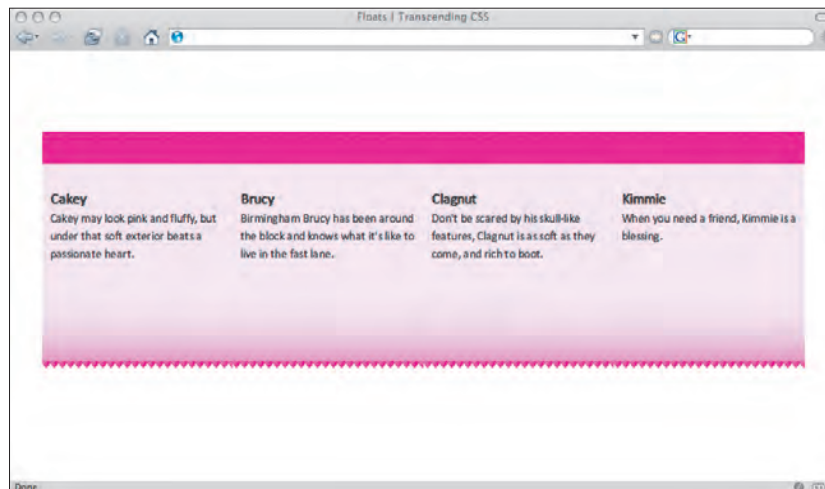 Floats | Transcending CSS
G
Cakey
Cakey may look pink and fluffy, but
under that soft exterior beats a
passionate heart.
Brucy
Birmingham Brucy has been around
the block and knows what it's like to
live in the fast lane.
Clagnut
Don't be scared by his skull-like
features, Clagnut is as soft as they
come, and rich to boot.
Kimmie
When you need a friend, Kimmie is a
blessing.
Done